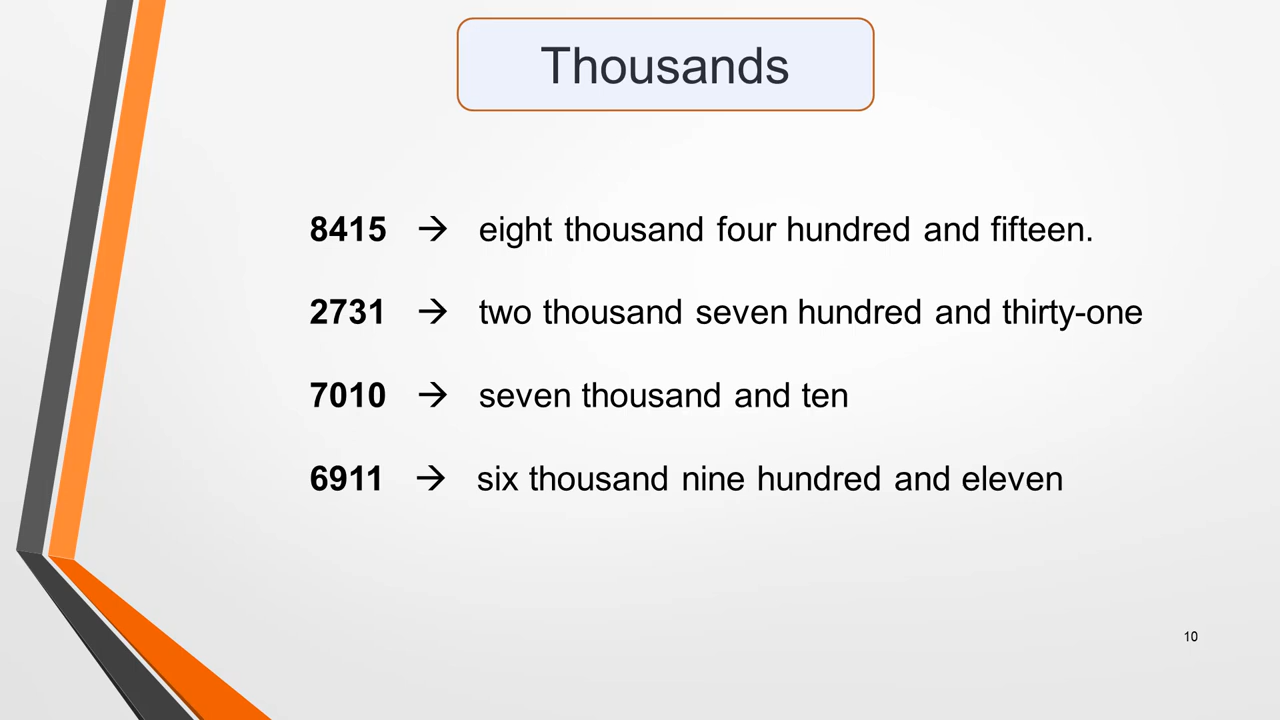 Thousands
8415 → eight thousand four hundred and fifteen.
2731 → two thousand seven hundred and thirty-one
7010 → seven thousand and ten
6911 → six thousand nine hundred and eleven
10